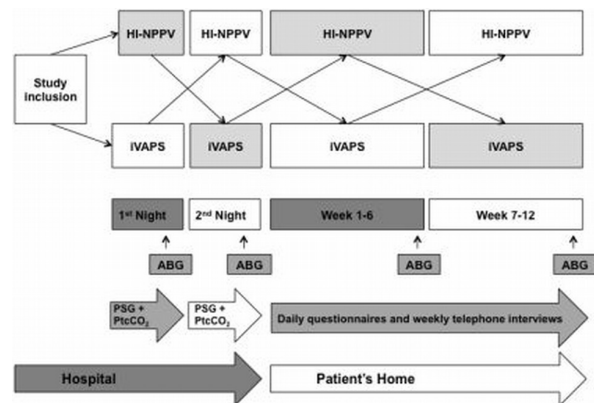 HI-NPPV HI-NPPV HI-NPPV HI-NPPV
Study
inclusion
iVAPS iVAPS iVAPS iVAPS
1st Night 2nd Night Week 1-6 Week 7-12
ABG ABG ABG ABG
PSG +
PtcCO2
PSG +
PtcCO2
Daily questionnaires and weekly telephone interviews
Hospital Patient's Home